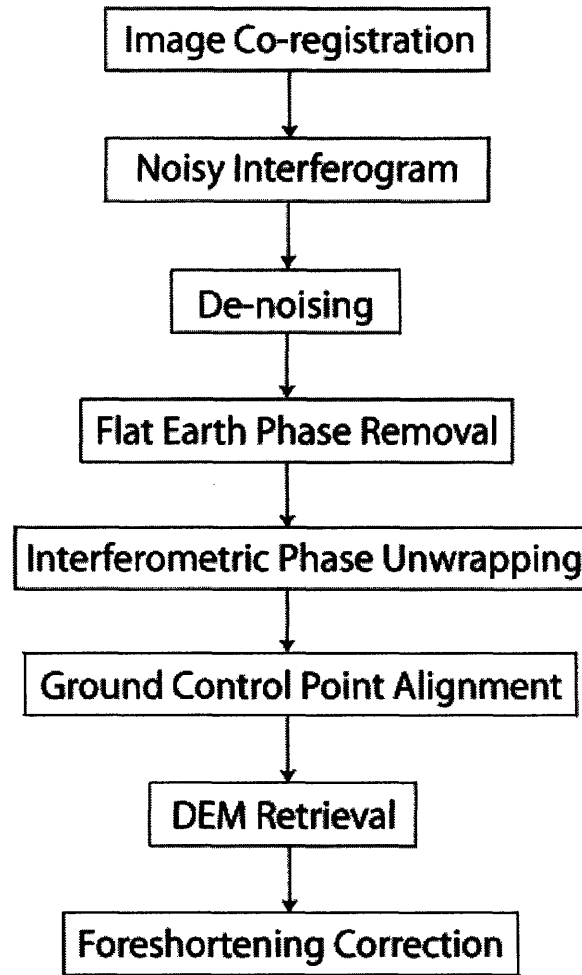 Image Co-registration
Noisy Interferogram
De-noising
Flat Earth Phase Removal
Interferometric Phase Unwrapping
Ground Control Point Alignment
DEM Retrieval
Foreshortening Correction